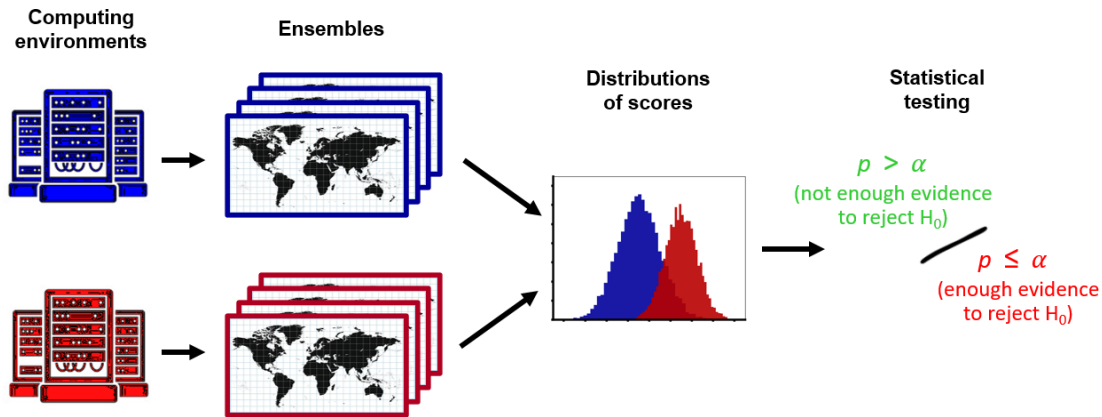 Computing
environments
Ensembles
Distributions
of scores
Statistical
testing
p > α
(not enough evidence
to reject H₀)
p ≤ α
(enough evidence
to reject H₀)